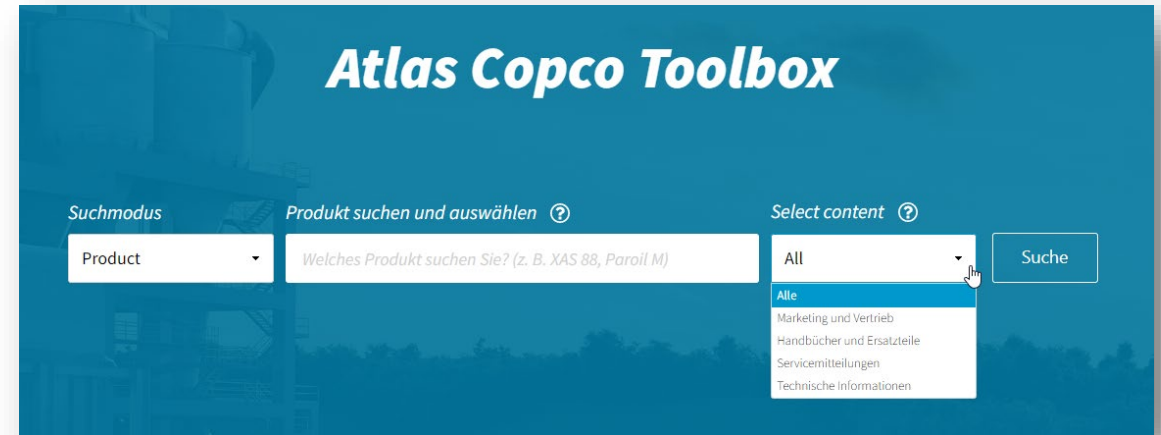 Atlas Copco Toolbox
Suchmodus
Produkt suchen und auswählen ?
Select content ?
Product
Welches Produkt suchen Sie? (z. B. XAS 88, Paroil M)
All
Suche
Alle
Marketing und Vertrieb
Handbücher und Ersatzteile
Servicemitteilungen
Technische Informationen